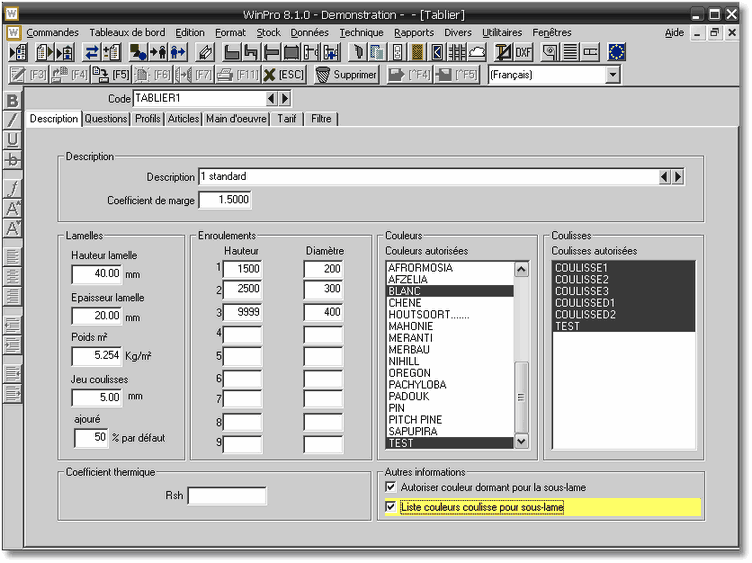 WinPro 8.1.0 - Demonstration - - [Tablier]
Commandes Tableaux de bord Edition Format Stock Données Technique Rapports Divers Utilitaires Fenêtres Aide
DXF
[F3] [F4] [F5] [F6] [F7] [F11] [ESC] Supprimer [^F4] [^F5] (Français)
Code TABLIER1
Description Questions Profils Articles Main d'oeuvre Tarif Filtre
Description
Description 1 standard
Coefficient de marge 1.5000
Lamelles
Hauteur lamelle
40.00 mm
Epaisseur lamelle
20.00 mm
Poids m²
5.254 Kg/m²
Jeu coulisses
5.00 mm
ajouré
50 % par défaut
Enroulements
Hauteur Diamètre
1 1500 200
2 2500 300
3 9999 400
4
5
6
7
8
9
Couleurs
Couleurs autorisées
AFRORMOSIA
AFZELIA
BLANC
CHENE
HOUTSOORT.......
MAHONIE
MERANTI
MERBAU
NIHILL
OREGON
PACHYLOBA
PADOUK
PIN
PITCH PINE
SAPUPIRA
TEST
Coulisses
Coulisses autorisées
COULISSE1
COULISSE2
COULISSE3
COULISSED1
COULISSED2
TEST
Coefficient thermique
Rsh
Autres informations
Autoriser couleur dormant pour la sous-lame
Liste couleurs coulisse pour sous-lame